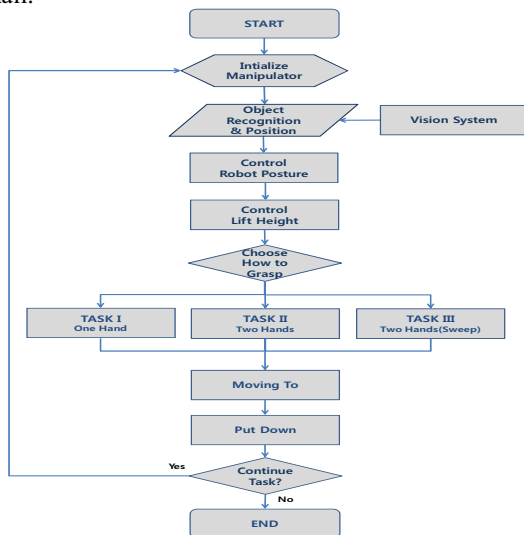 START
Intialize
Manipulator
Object
Recognition
& Position
Vision System
Control
Robot Posture
Control
Lift Height
Choose
How to
Grasp
TASK I
One Hand
TASK II
Two Hands
TASK III
Two Hands(Sweep)
Moving To
Put Down
Yes
Continue
Task?
No
END